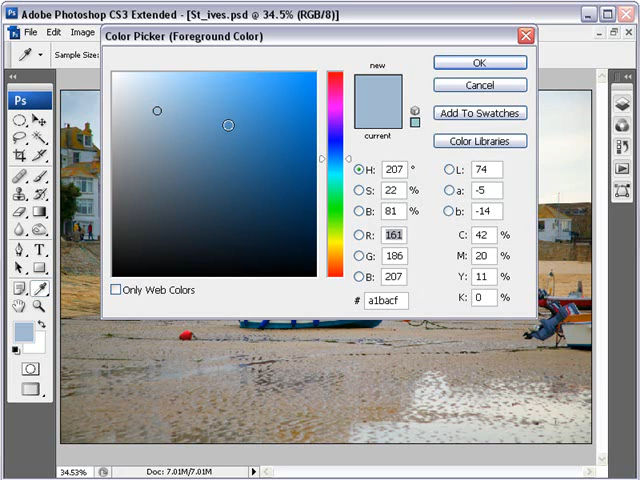 Ps Adobe Photoshop CS3 Extended - [St_ives.psd @ 34.5% (RGB/8)]
Ps File Edit Image
Color Picker (Foreground Color)
Sample Size:
new
current
OK
Cancel
Add To Swatches
Color Libraries
Ps
H: 207 °
S: 22 %
B: 81 %
R: 161
G: 186
B: 207
# a1bacf
L: 74
a: -5
b: -14
C: 42 %
M: 20 %
Y: 11 %
K: 0 %
Only Web Colors
T
34.53%
Doc: 7.01M/7.01M